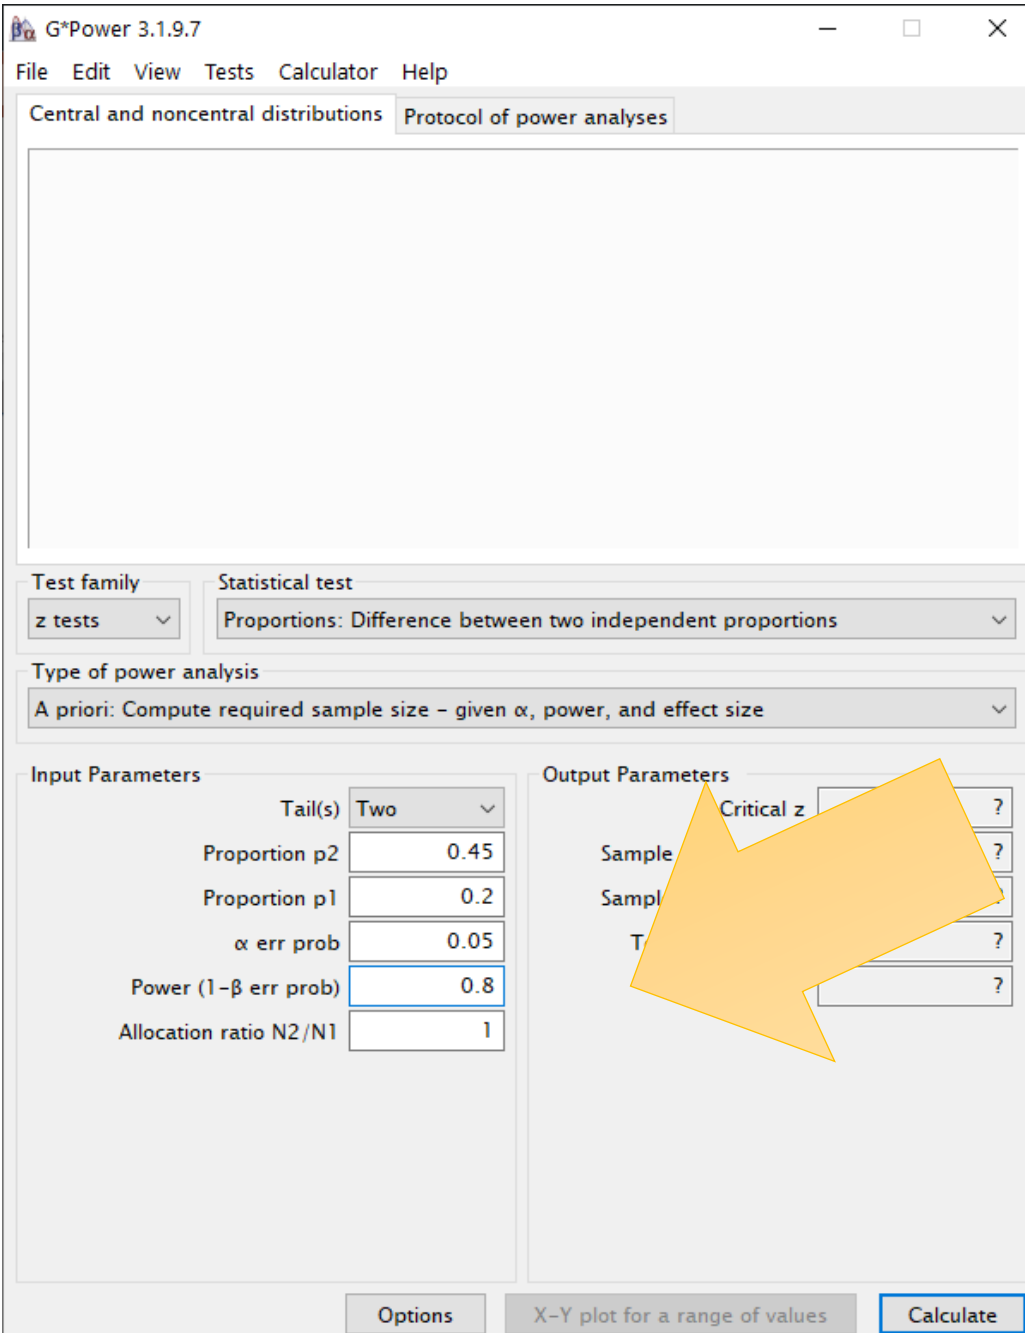 G*Power 3.1.9.7
File Edit View Tests Calculator Help
Central and noncentral distributions Protocol of power analyses
Test family Statistical test
z tests Proportions: Difference between two independent proportions
Type of power analysis
A priori: Compute required sample size – given α, power, and effect size
Input Parameters Output Parameters
Tail(s) Two Critical z ?
Proportion p2 0.45 Sample ?
Proportion p1 0.2
α err prob 0.05 ?
Power (1-β err prob) 0.8 ?
Allocation ratio N2/N1 1
Options X-Y plot for a range of values Calculate